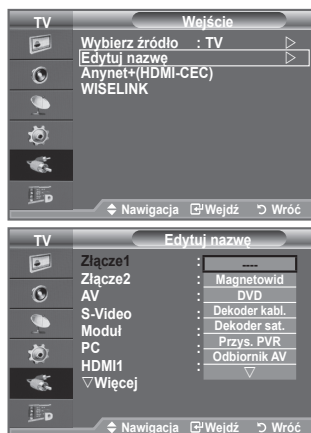 TV Wejście
Wybierz źródło : TV ▷
Edytuj nazwę ▷
Anynet+(HDMI-CEC)
WISELINK
Nawigacja Wejdź Wróć
TV Edytuj nazwę
Złącze1 : ----
Złącze2 : Magnetowid
AV : DVD
S-Video : Dekoder kabl.
Moduł : Dekoder sat.
PC : Przys. PVR
HDMI1 : Odbiornik AV
▽Więcej ▽
Nawigacja Wejdź Wróć